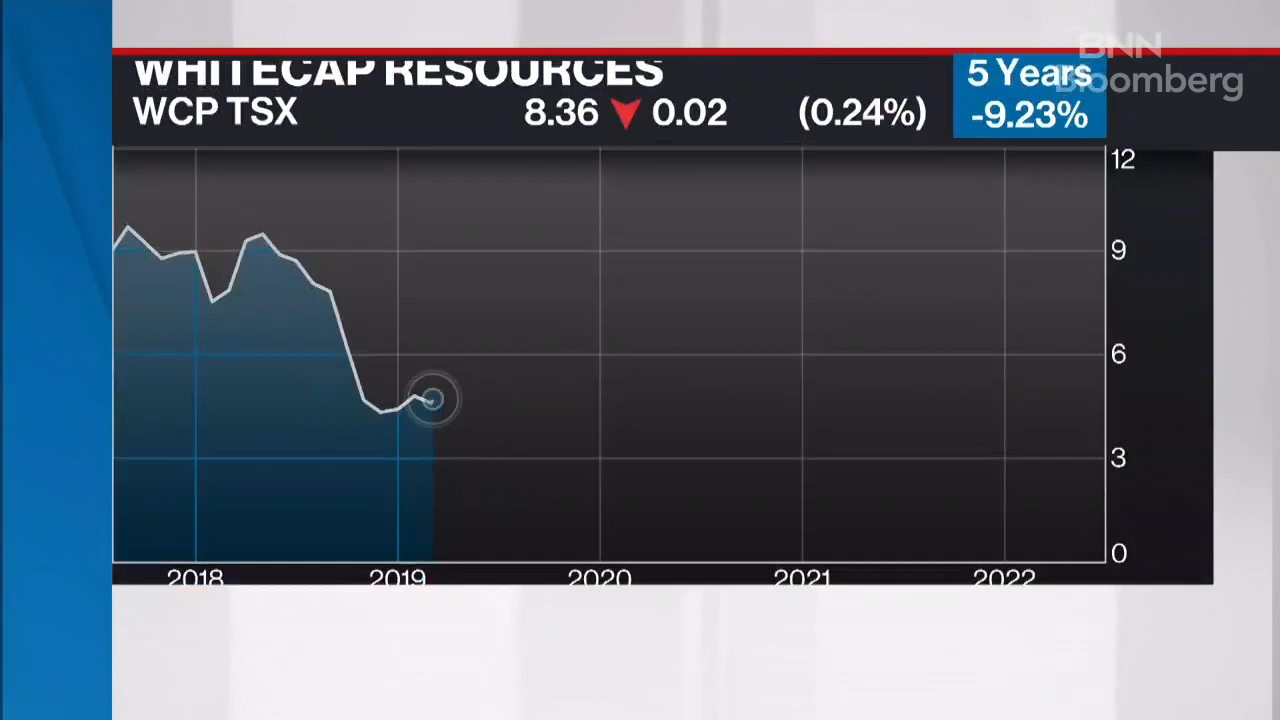 BNN
Bloomberg
WHITECAP RESOURCES
WCP TSX 8.36 0.02 (0.24%)
5 Years
-9.23%
12
9
6
3
0
2018 2019 2020 2021 2022